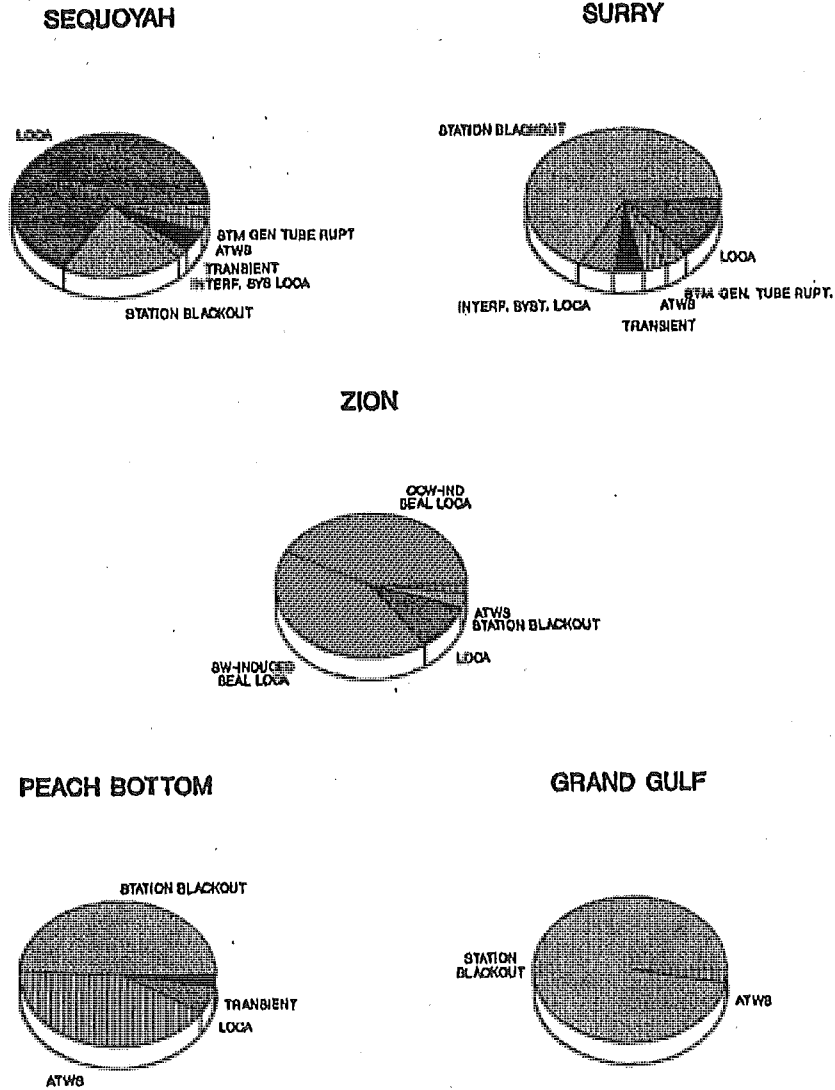 SEQUOYAH
LOCA
STM GEN TUBE RUPT
ATWS
TRANSIENT
INTERF. SYS LOCA
STATION BLACKOUT
SURRY
STATION BLACKOUT
LOCA
STM GEN. TUBE RUPT.
ATWS
TRANSIENT
INTERF. SYST. LOCA
ZION
CCW-IND
SEAL LOCA
ATWS
STATION BLACKOUT
LOCA
SW-INDUCED
SEAL LOCA
PEACH BOTTOM
STATION BLACKOUT
TRANSIENT
LOCA
ATWS
GRAND GULF
STATION
BLACKOUT
ATWS